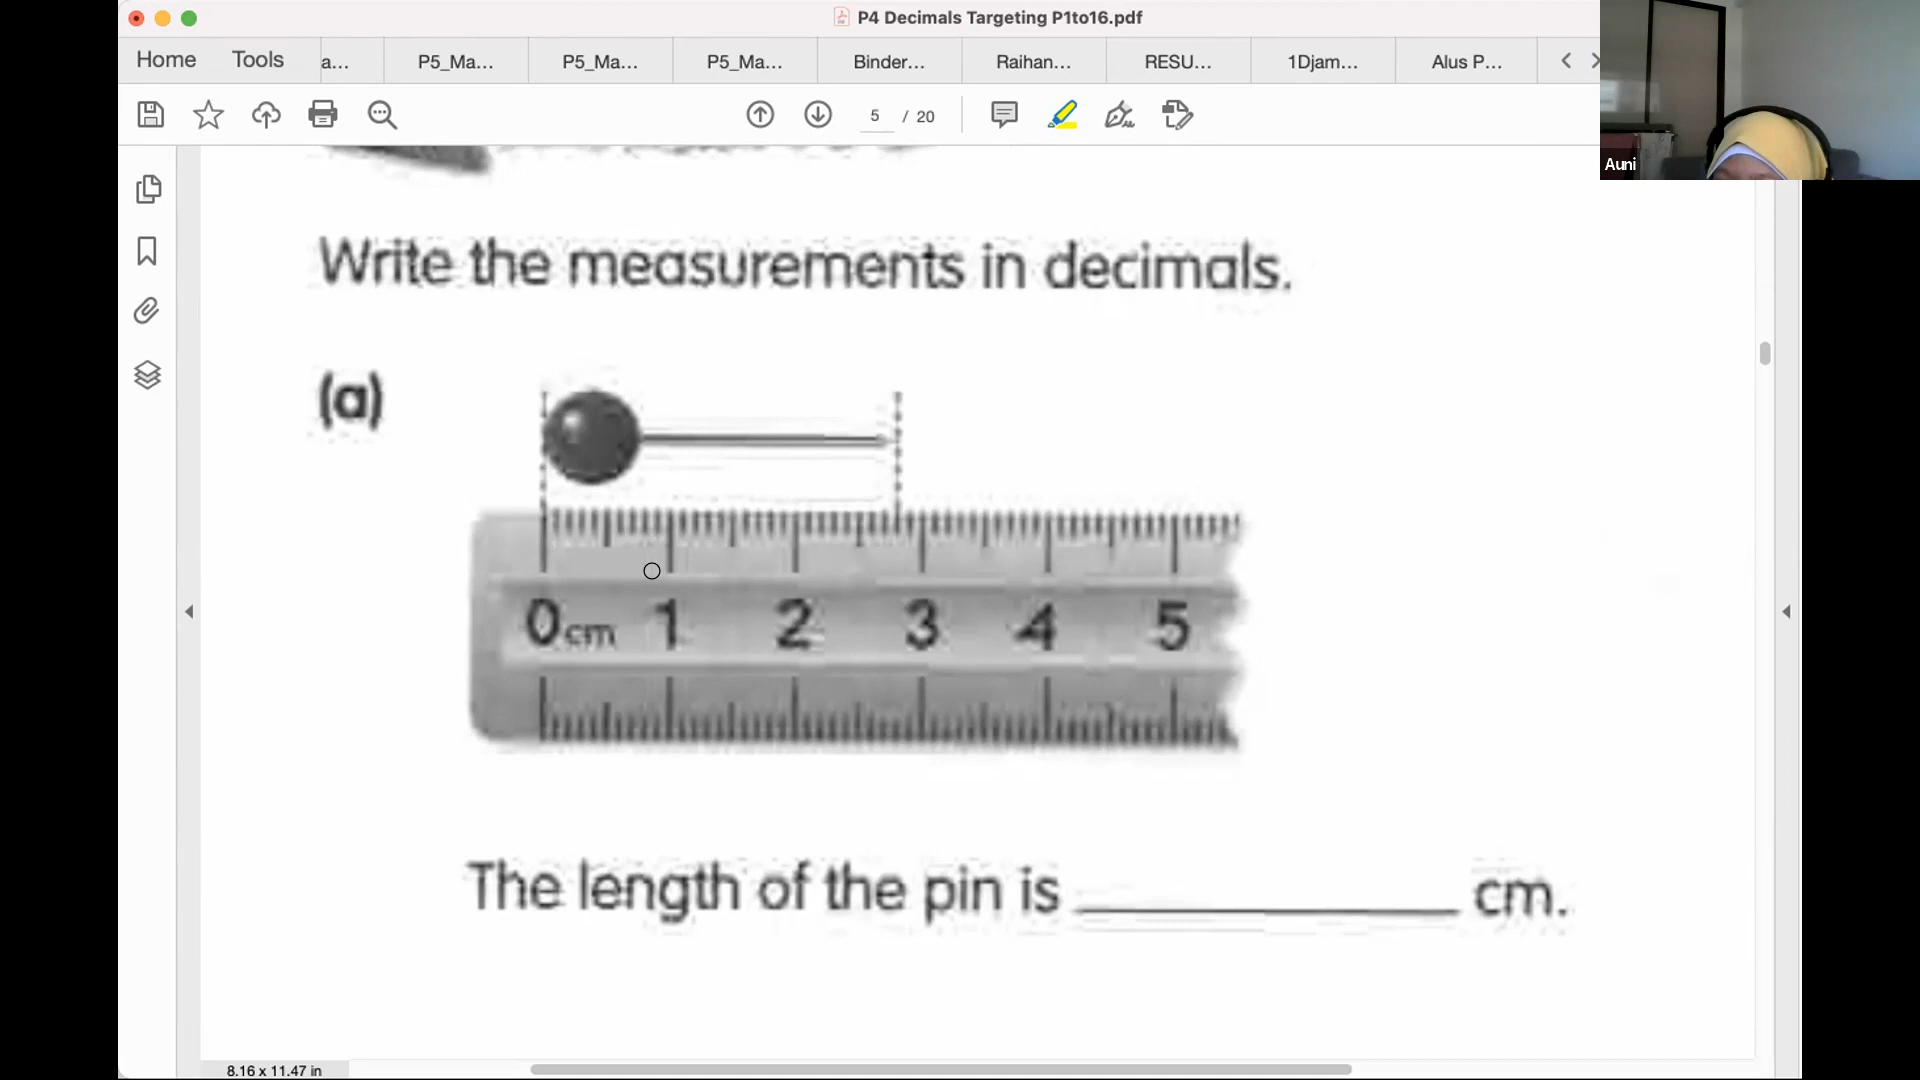 P4 Decimals Targeting P1to16.pdf
Home Tools a... P5_Ma... P5_Ma... P5_Ma... Binder... Raihan... RESU... 1Djam... Alus P...
5 / 20
Auni
Write the measurements in decimals.
(a)
0cm 1 2 3 4 5
The length of the pin is ____________ cm.
8.16 x 11.47 in